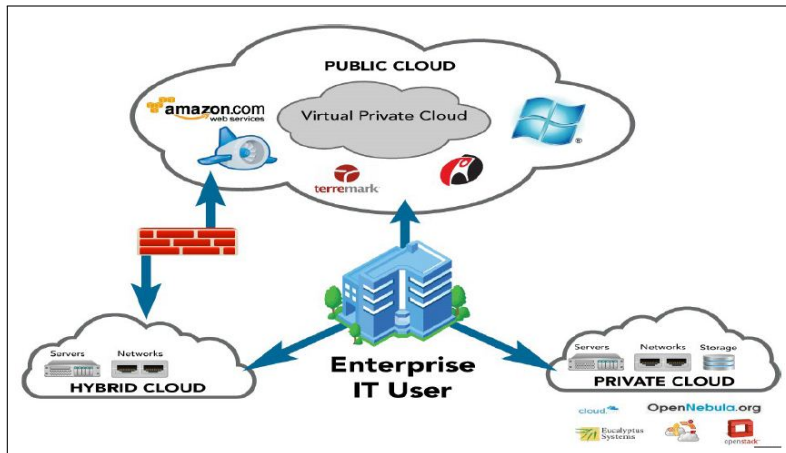 PUBLIC CLOUD
amazon.com
web services
Virtual Private Cloud
®
terremark
Servers
Networks
HYBRID CLOUD
Enterprise
IT User
Servers
Networks
Storage
PRIVATE CLOUD
cloud.
OpenNebula.org
Eucalyptus
Systems
openstack